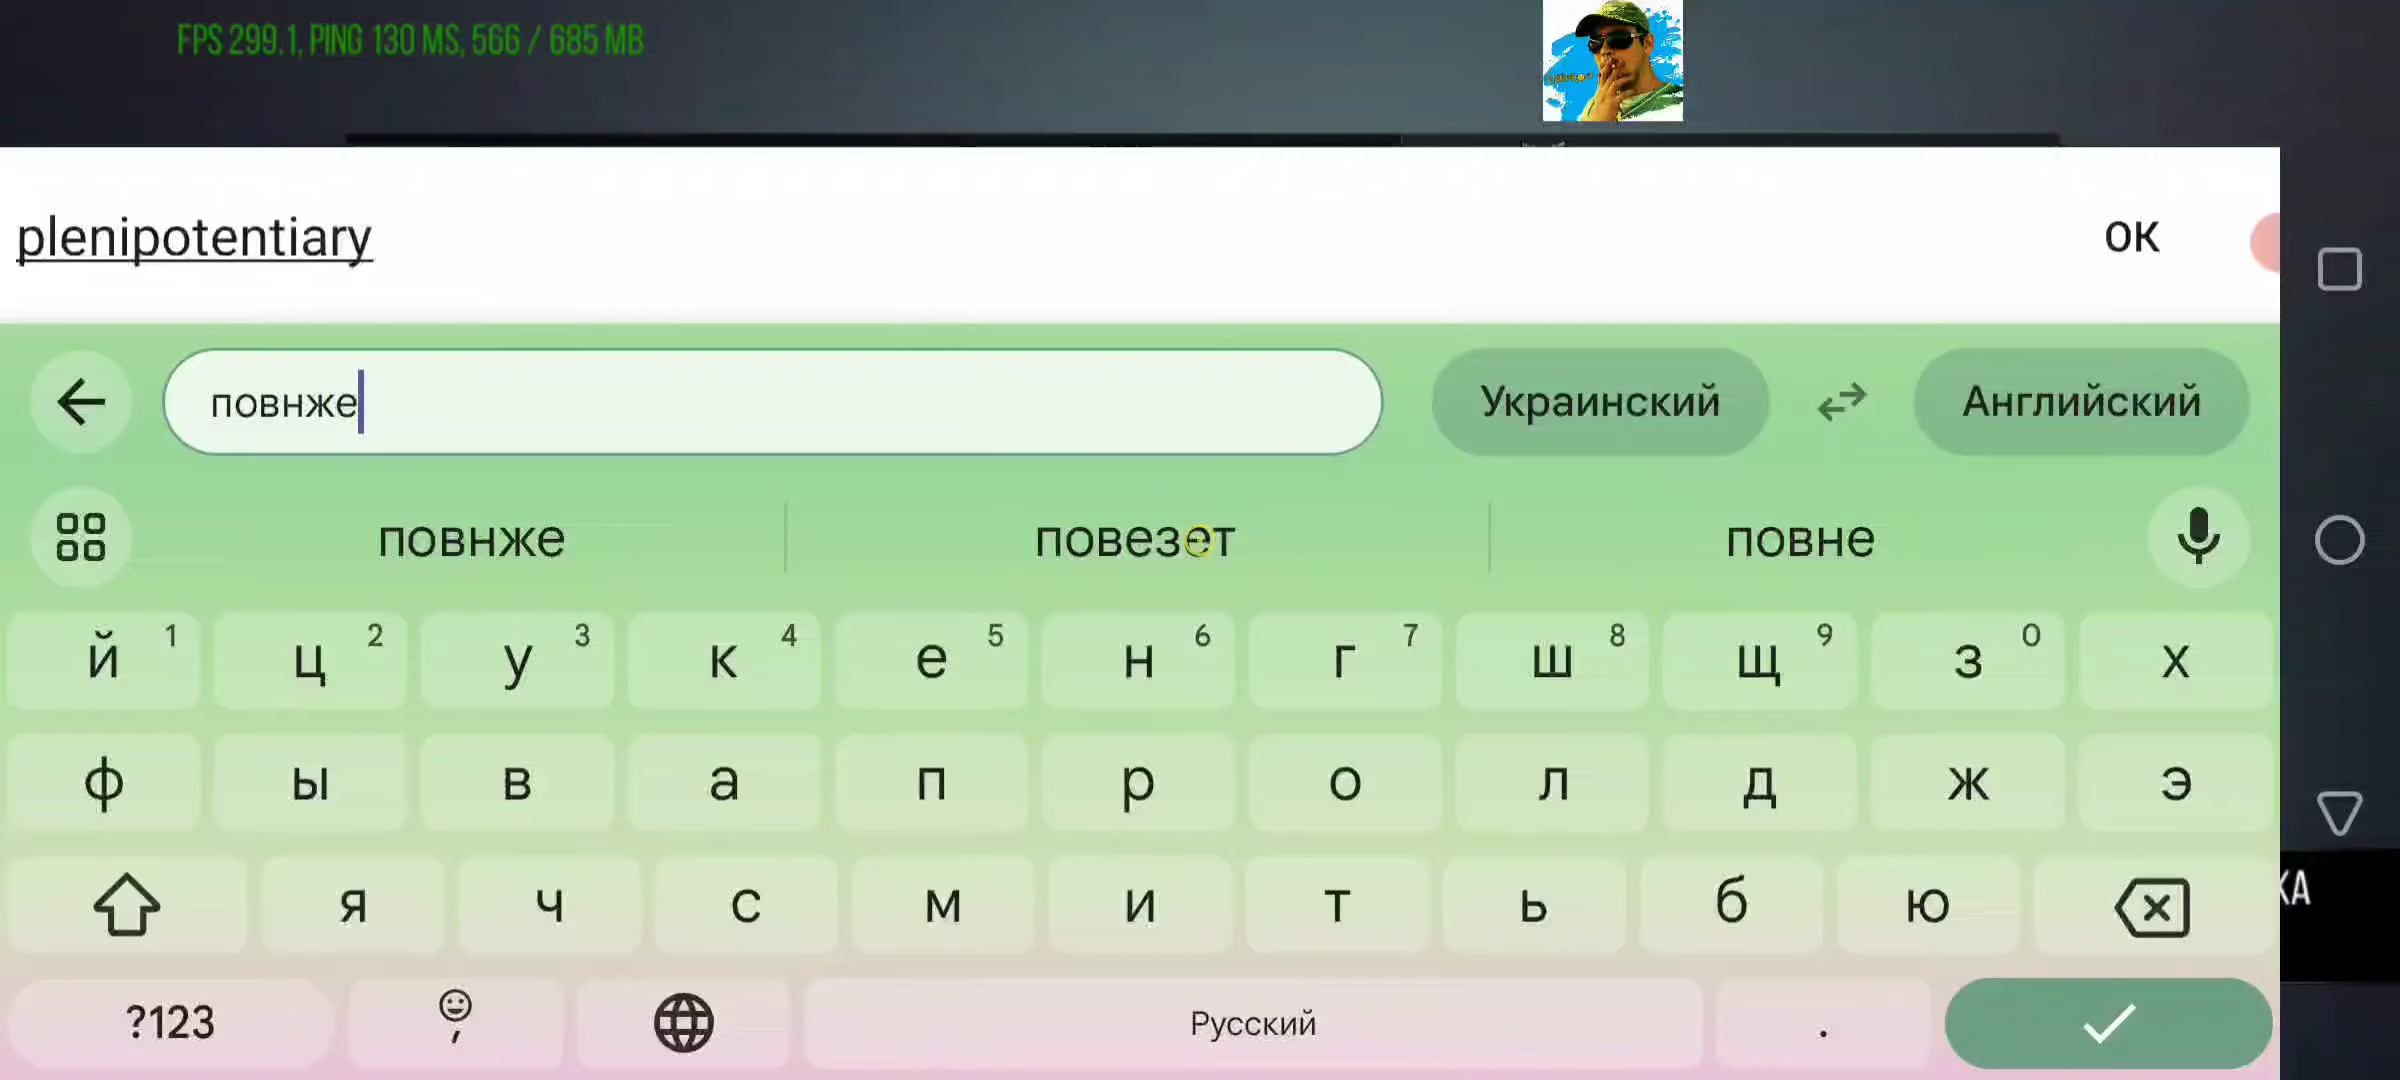 FPS 299.1, PING 130 MS, 566 / 685 MB
plenipotentiary
OK
повнже
Украинский
Английский
повнже
повезет
повне
й 1 ц 2 у 3 к 4 е 5 н 6 г 7 ш 8 щ 9 з 0 х
ф ы в а п р о л д ж э
я ч с м и т ь б ю
КА
?123
,
Русский
.